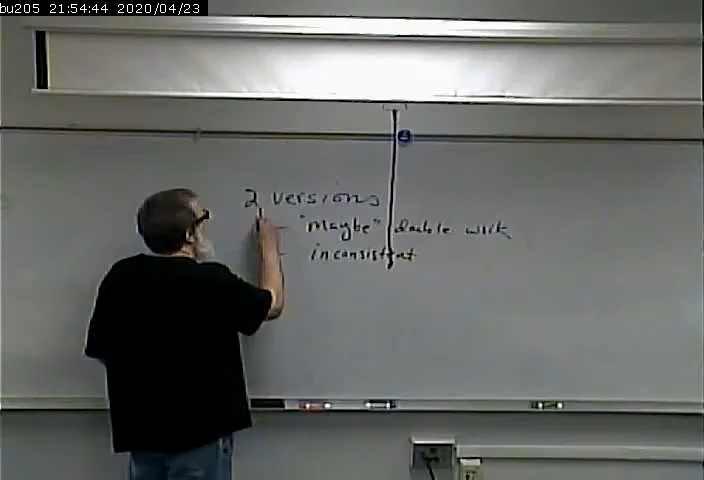 bu205 21:54:44 2020/04/23
2 versions
- "maybe" double work
- inconsistent